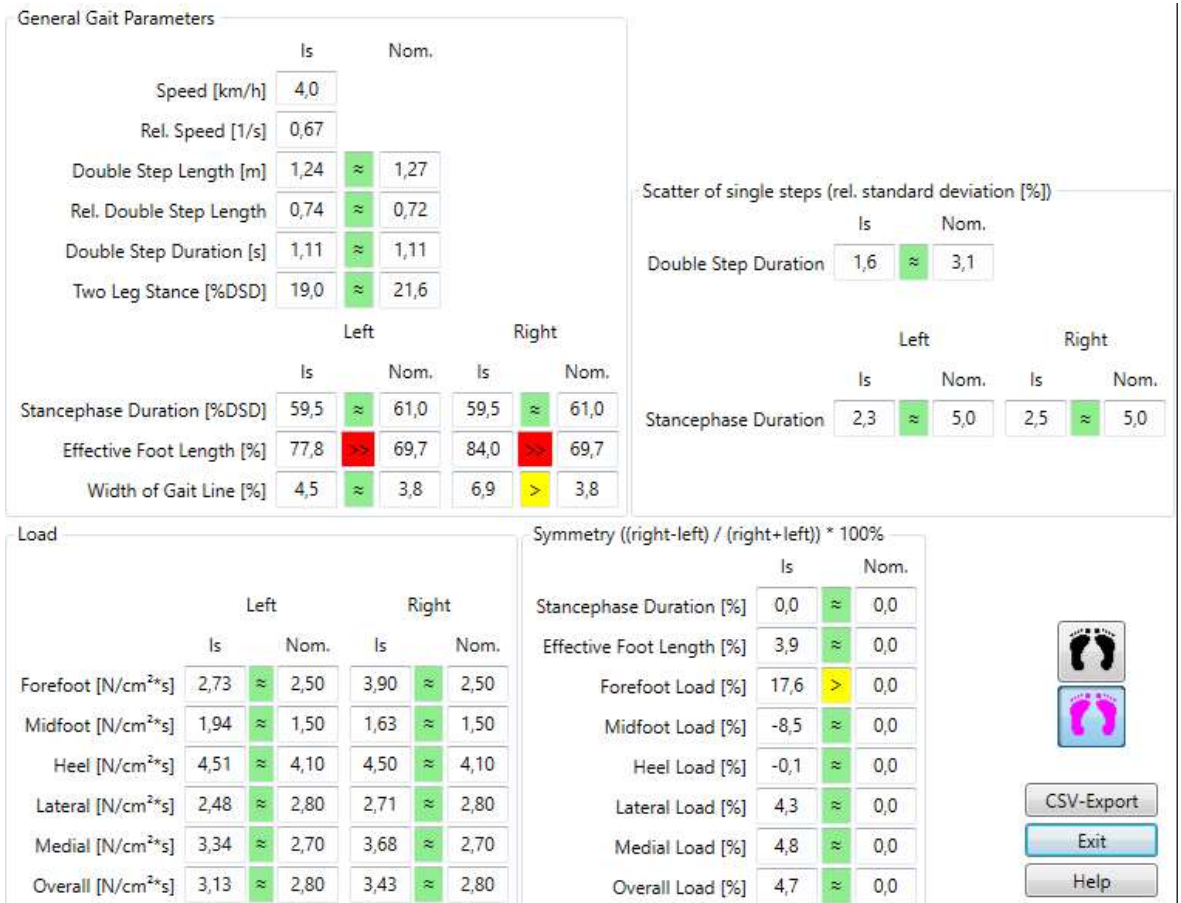 General Gait Parameters
Is Nom.
Speed [km/h] 4,0
Rel. Speed [1/s] 0,67
Double Step Length [m] 1,24 ≈ 1,27
Rel. Double Step Length 0,74 ≈ 0,72
Double Step Duration [s] 1,11 ≈ 1,11
Two Leg Stance [%DSD] 19,0 ≈ 21,6
Left Right
Is Nom. Is Nom.
Stancephase Duration [%DSD] 59,5 ≈ 61,0 59,5 ≈ 61,0
Effective Foot Length [%] 77,8 >> 69,7 84,0 >> 69,7
Width of Gait Line [%] 4,5 ≈ 3,8 6,9 > 3,8
Scatter of single steps (rel. standard deviation [%])
Is Nom.
Double Step Duration 1,6 ≈ 3,1
Left Right
Is Nom. Is Nom.
Stancephase Duration 2,3 ≈ 5,0 2,5 ≈ 5,0
Load
Left Right
Is Nom. Is Nom.
Forefoot [N/cm²*s] 2,73 ≈ 2,50 3,90 ≈ 2,50
Midfoot [N/cm²*s] 1,94 ≈ 1,50 1,63 ≈ 1,50
Heel [N/cm²*s] 4,51 ≈ 4,10 4,50 ≈ 4,10
Lateral [N/cm²*s] 2,48 ≈ 2,80 2,71 ≈ 2,80
Medial [N/cm²*s] 3,34 ≈ 2,70 3,68 ≈ 2,70
Overall [N/cm²*s] 3,13 ≈ 2,80 3,43 ≈ 2,80
Symmetry ((right-left) / (right+left)) * 100%
Is Nom.
Stancephase Duration [%] 0,0 ≈ 0,0
Effective Foot Length [%] 3,9 ≈ 0,0
Forefoot Load [%] 17,6 > 0,0
Midfoot Load [%] -8,5 ≈ 0,0
Heel Load [%] -0,1 ≈ 0,0
Lateral Load [%] 4,3 ≈ 0,0
Medial Load [%] 4,8 ≈ 0,0
Overall Load [%] 4,7 ≈ 0,0
CSV-Export
Exit
Help